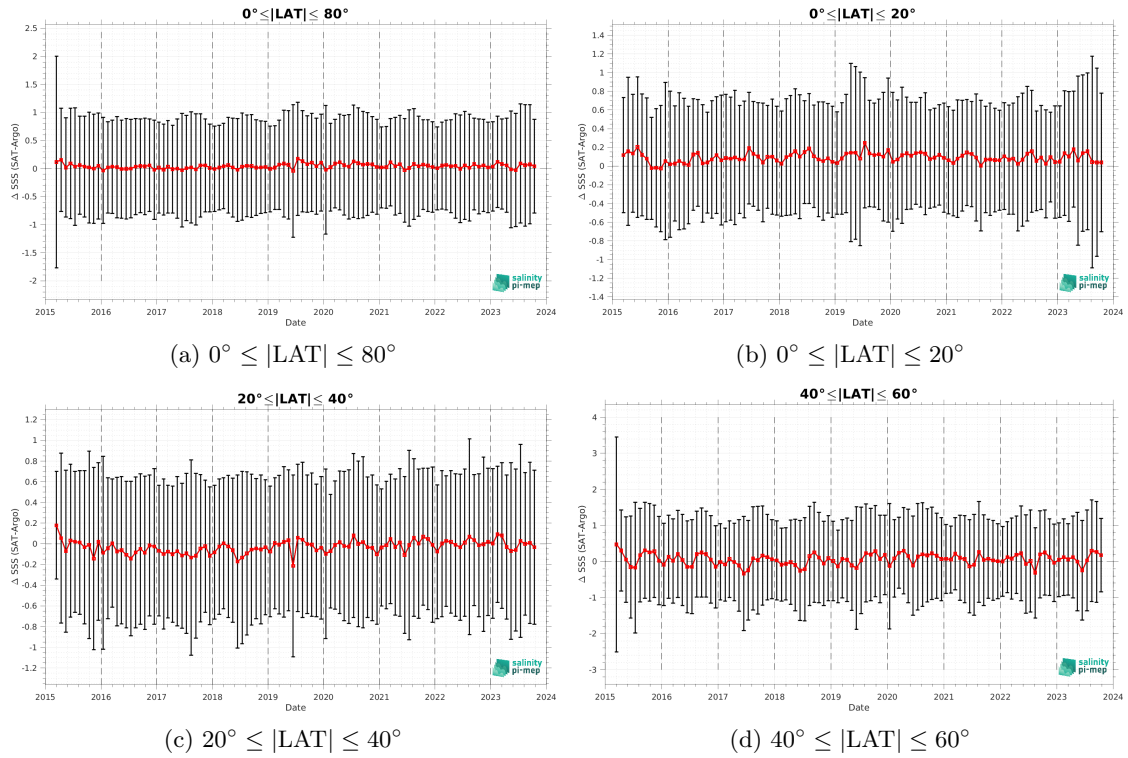 0°≤|LAT|≤ 80°
2.5
2
1.5
1
0.5
0
-0.5
-1
-1.5
-2
Δ SSS (SAT-Argo)
2015 2016 2017 2018 2019 2020 2021 2022 2023 2024
Date
salinity
pi-mep
(a) 0° ≤ |LAT| ≤ 80°
0°≤|LAT|≤ 20°
1.4
1.2
1
0.8
0.6
0.4
0.2
0
-0.2
-0.4
-0.6
-0.8
-1
-1.2
-1.4
Δ SSS (SAT-Argo)
2015 2016 2017 2018 2019 2020 2021 2022 2023 2024
Date
salinity
pi-mep
(b) 0° ≤ |LAT| ≤ 20°
20°≤|LAT|≤ 40°
1.2
1
0.8
0.6
0.4
0.2
0
-0.2
-0.4
-0.6
-0.8
-1
-1.2
Δ SSS (SAT-Argo)
2015 2016 2017 2018 2019 2020 2021 2022 2023 2024
Date
salinity
pi-mep
(c) 20° ≤ |LAT| ≤ 40°
40°≤|LAT|≤ 60°
4
3
2
1
0
-1
-2
-3
Δ SSS (SAT-Argo)
2015 2016 2017 2018 2019 2020 2021 2022 2023 2024
Date
salinity
pi-mep
(d) 40° ≤ |LAT| ≤ 60°